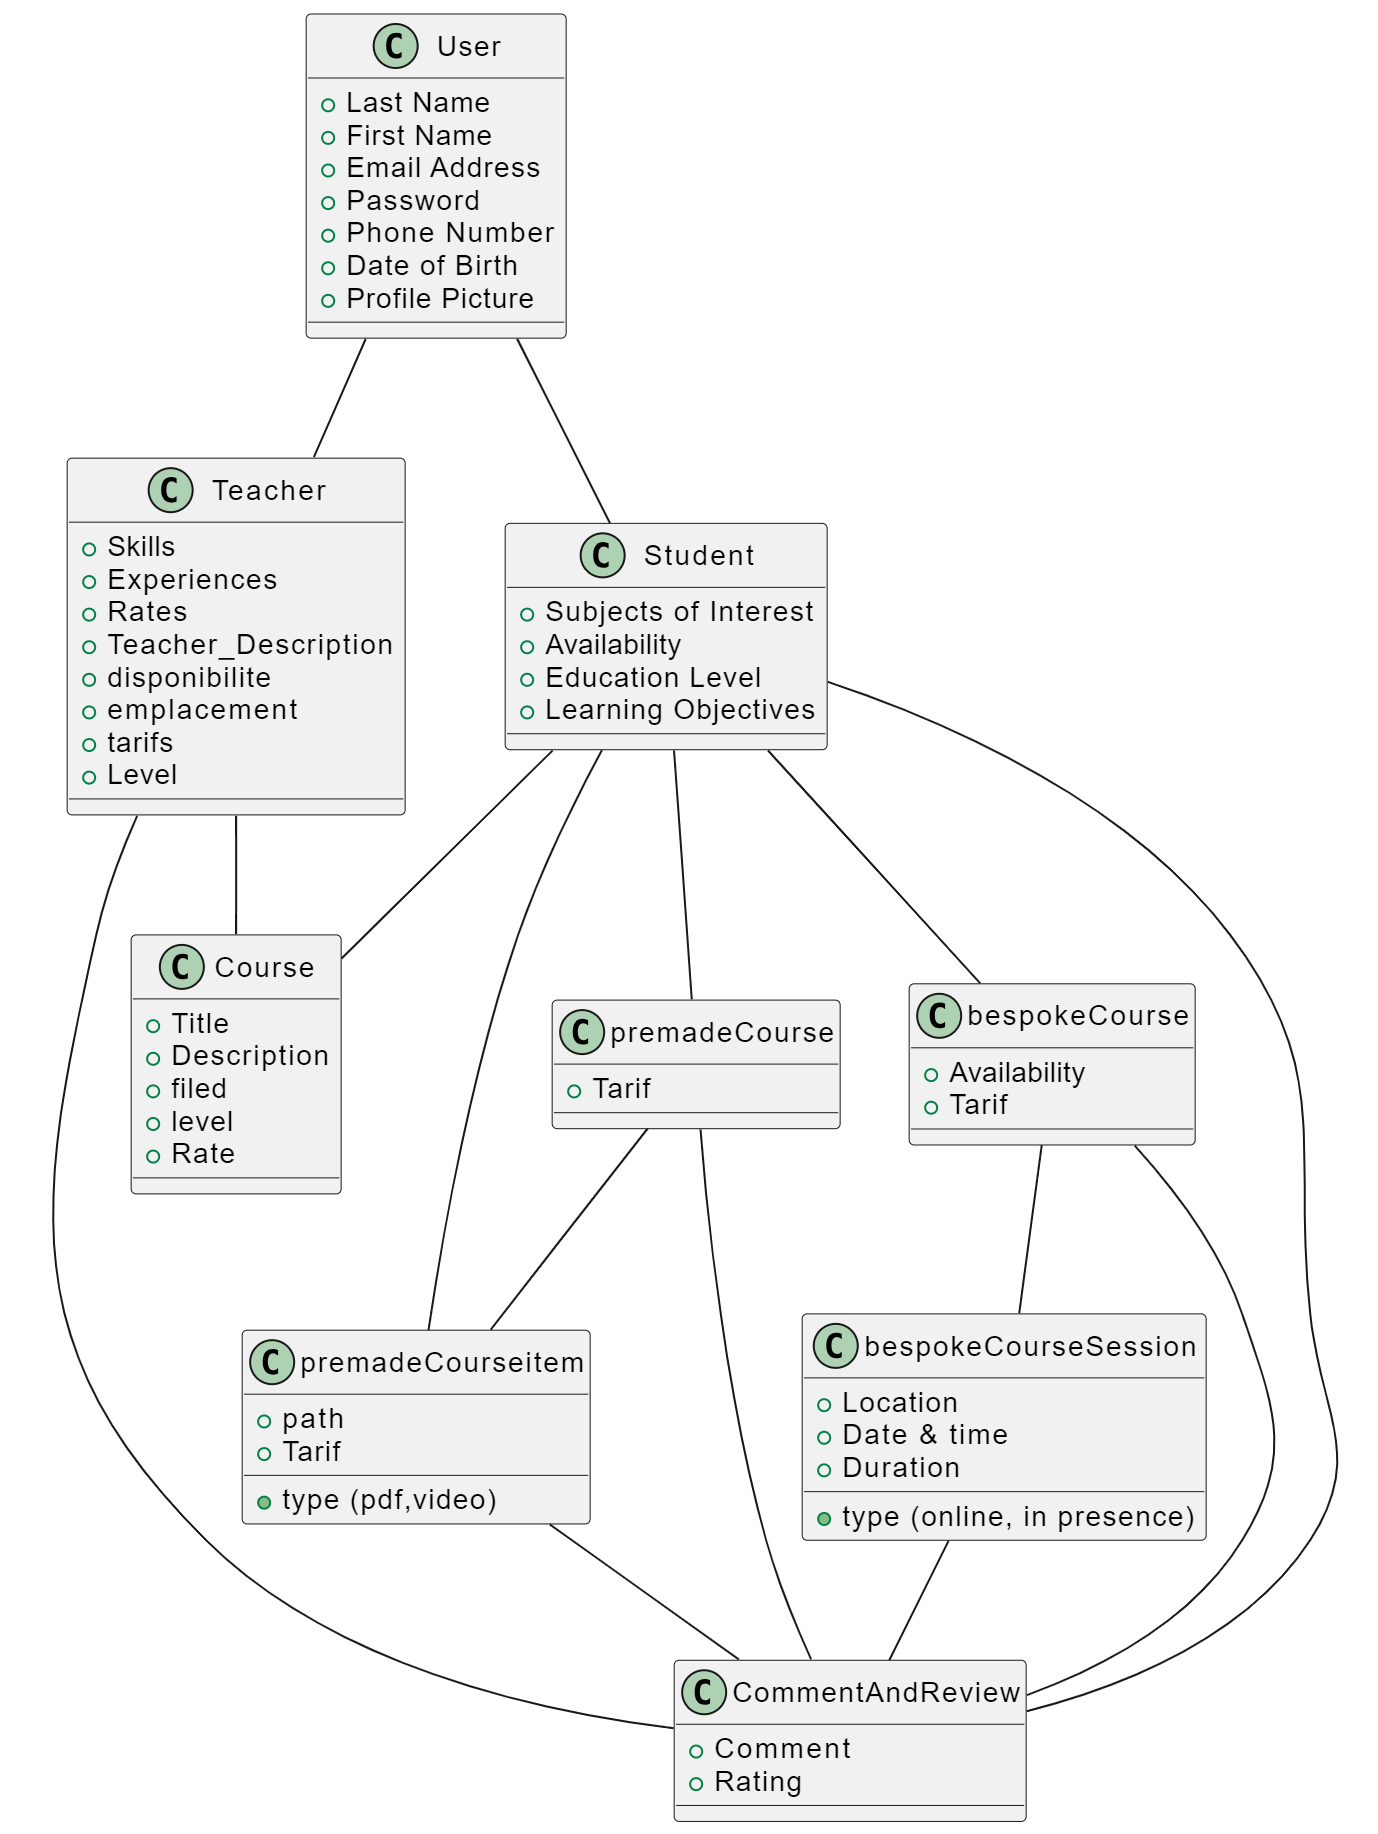 C User
Last Name
First Name
Email Address
Password
Phone Number
Date of Birth
Profile Picture
C Teacher
Skills
Experiences
Rates
Teacher_Description
disponibilite
emplacement
tarifs
Level
C Student
Subjects of Interest
Availability
Education Level
Learning Objectives
C Course
Title
Description
filed
level
Rate
C premadeCourse
Tarif
C bespokeCourse
Availability
Tarif
C premadeCourseitem
path
Tarif
type (pdf,video)
C bespokeCourseSession
Location
Date & time
Duration
type (online, in presence)
C CommentAndReview
Comment
Rating